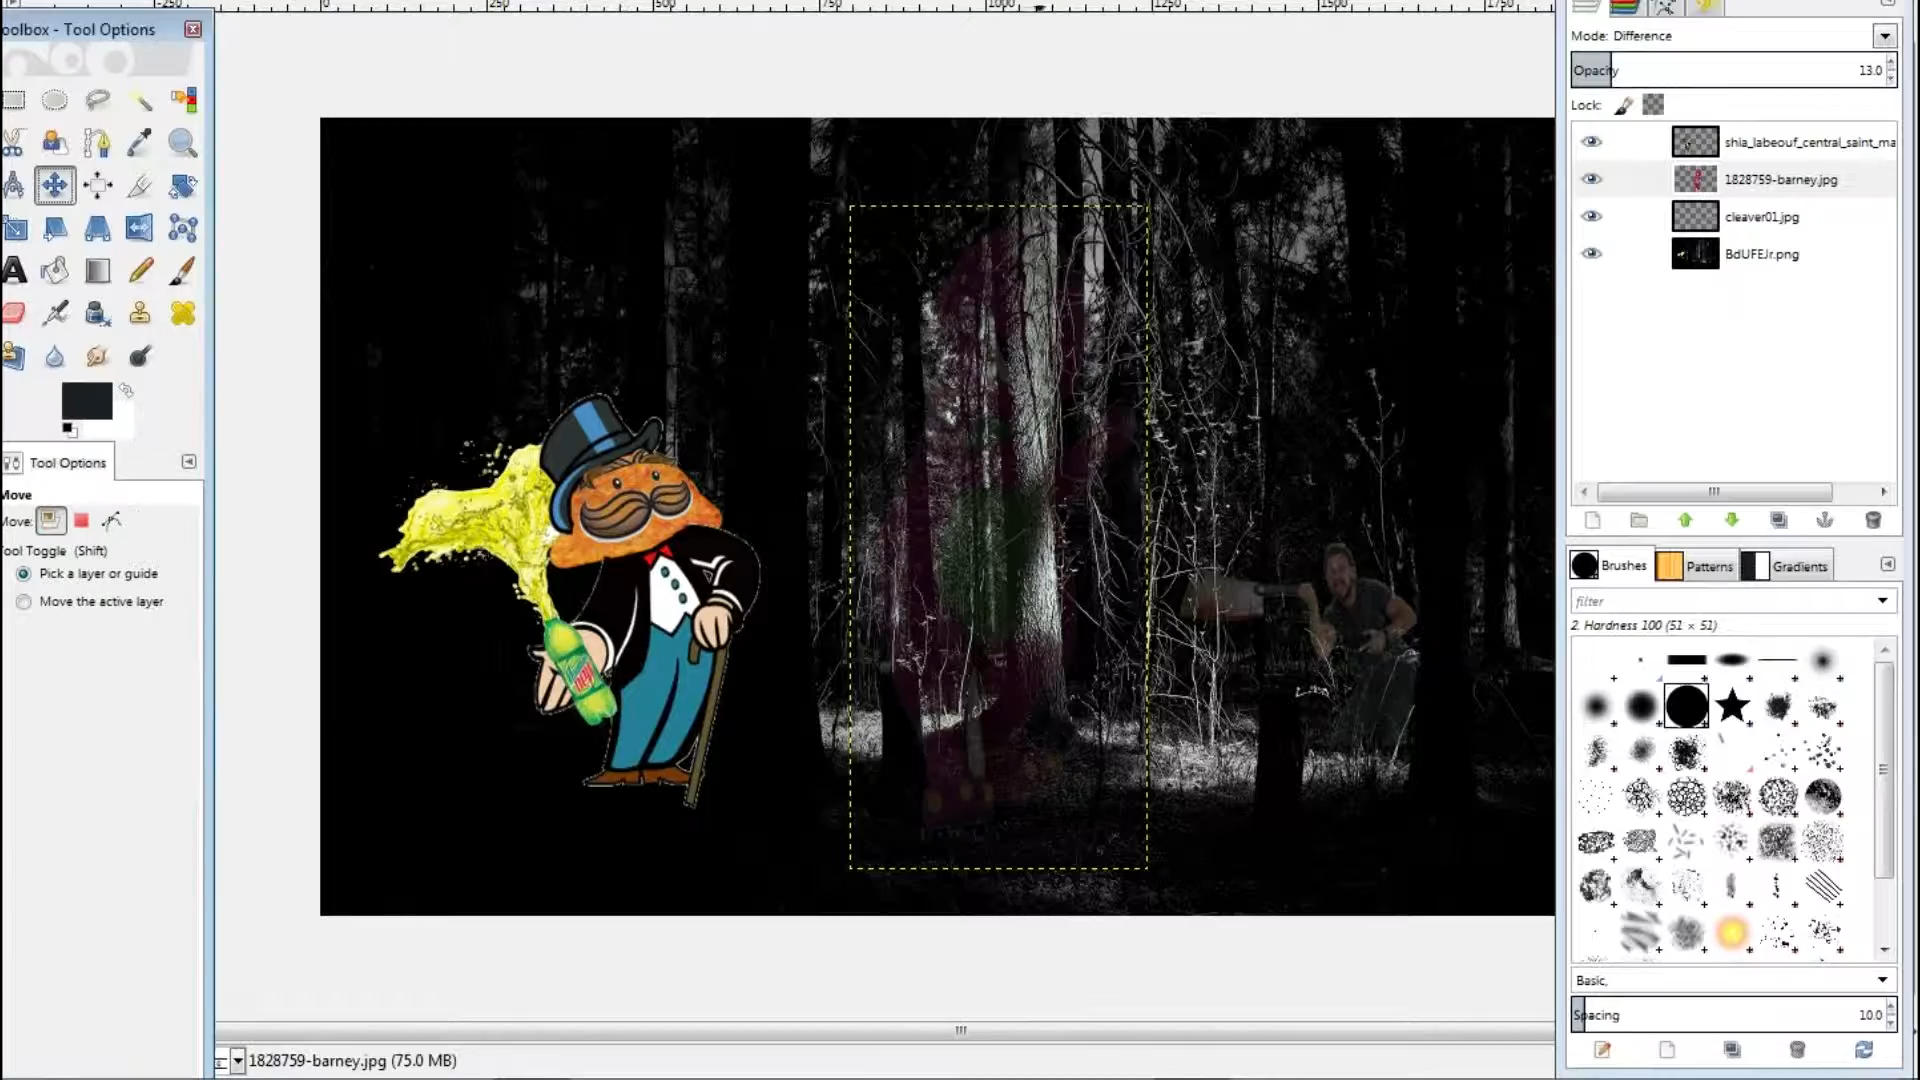 -250
0
250
500
750
1000
1250
1500
1750
oolbox - Tool Options
Tool Options
Move
Move:
ool Toggle (Shift)
Pick a layer or guide
Move the active layer
1828759-barney.jpg (75.0 MB)
Mode: Difference
Opacity 13.0
Lock:
shia_labeouf_central_saint_ma
1828759-barney.jpg
cleaver01.jpg
BdUFEJr.png
Brushes Patterns Gradients
filter
2. Hardness 100 (51 × 51)
Basic,
Spacing 10.0